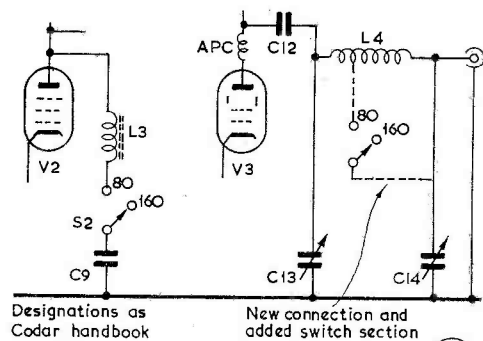 APC
C12
L4
L3
80
V2
V3
80
160
160
S2
C9
C13
C14
Designations as
Codar handbook
New connection and
added switch section